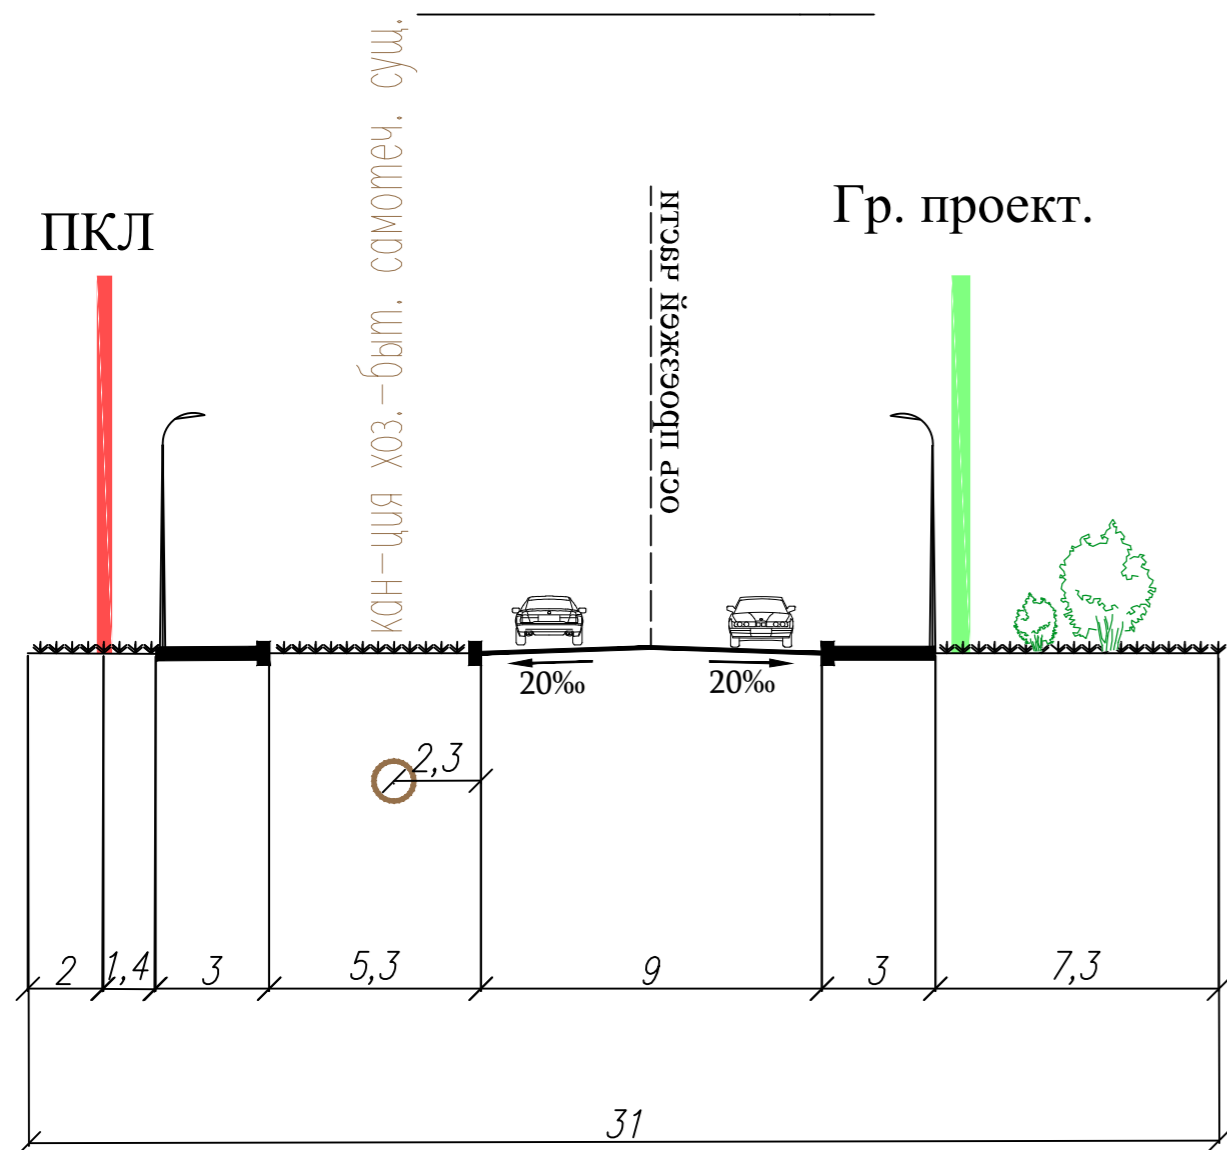 кан-ция хоз.-быт. самотеч. сущ.
ПКЛ
Гр. проект.
ось проезжей части
20‰
20‰
2,3
2
1,4
3
5,3
9
3
7,3
31